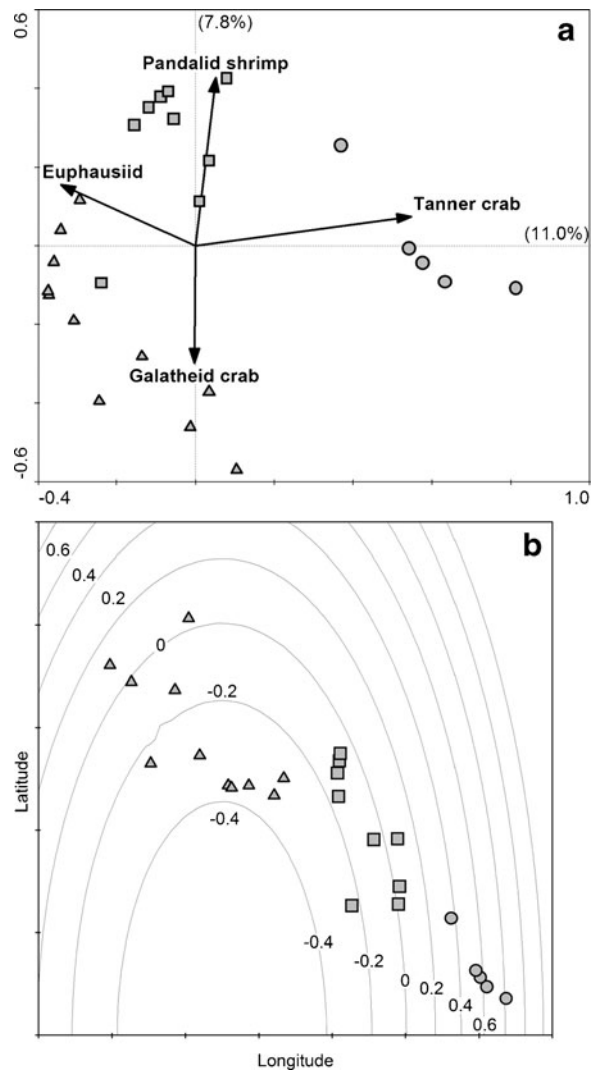 0.6
(7.8%)
a
Pandalid shrimp
Euphausiid
Tanner crab
(11.0%)
Galatheid crab
-0.6
-0.4
1.0
b
0.6
0.4
0.2
0
-0.2
-0.4
-0.4
-0.2
0
0.2
0.4
0.6
Latitude
Longitude